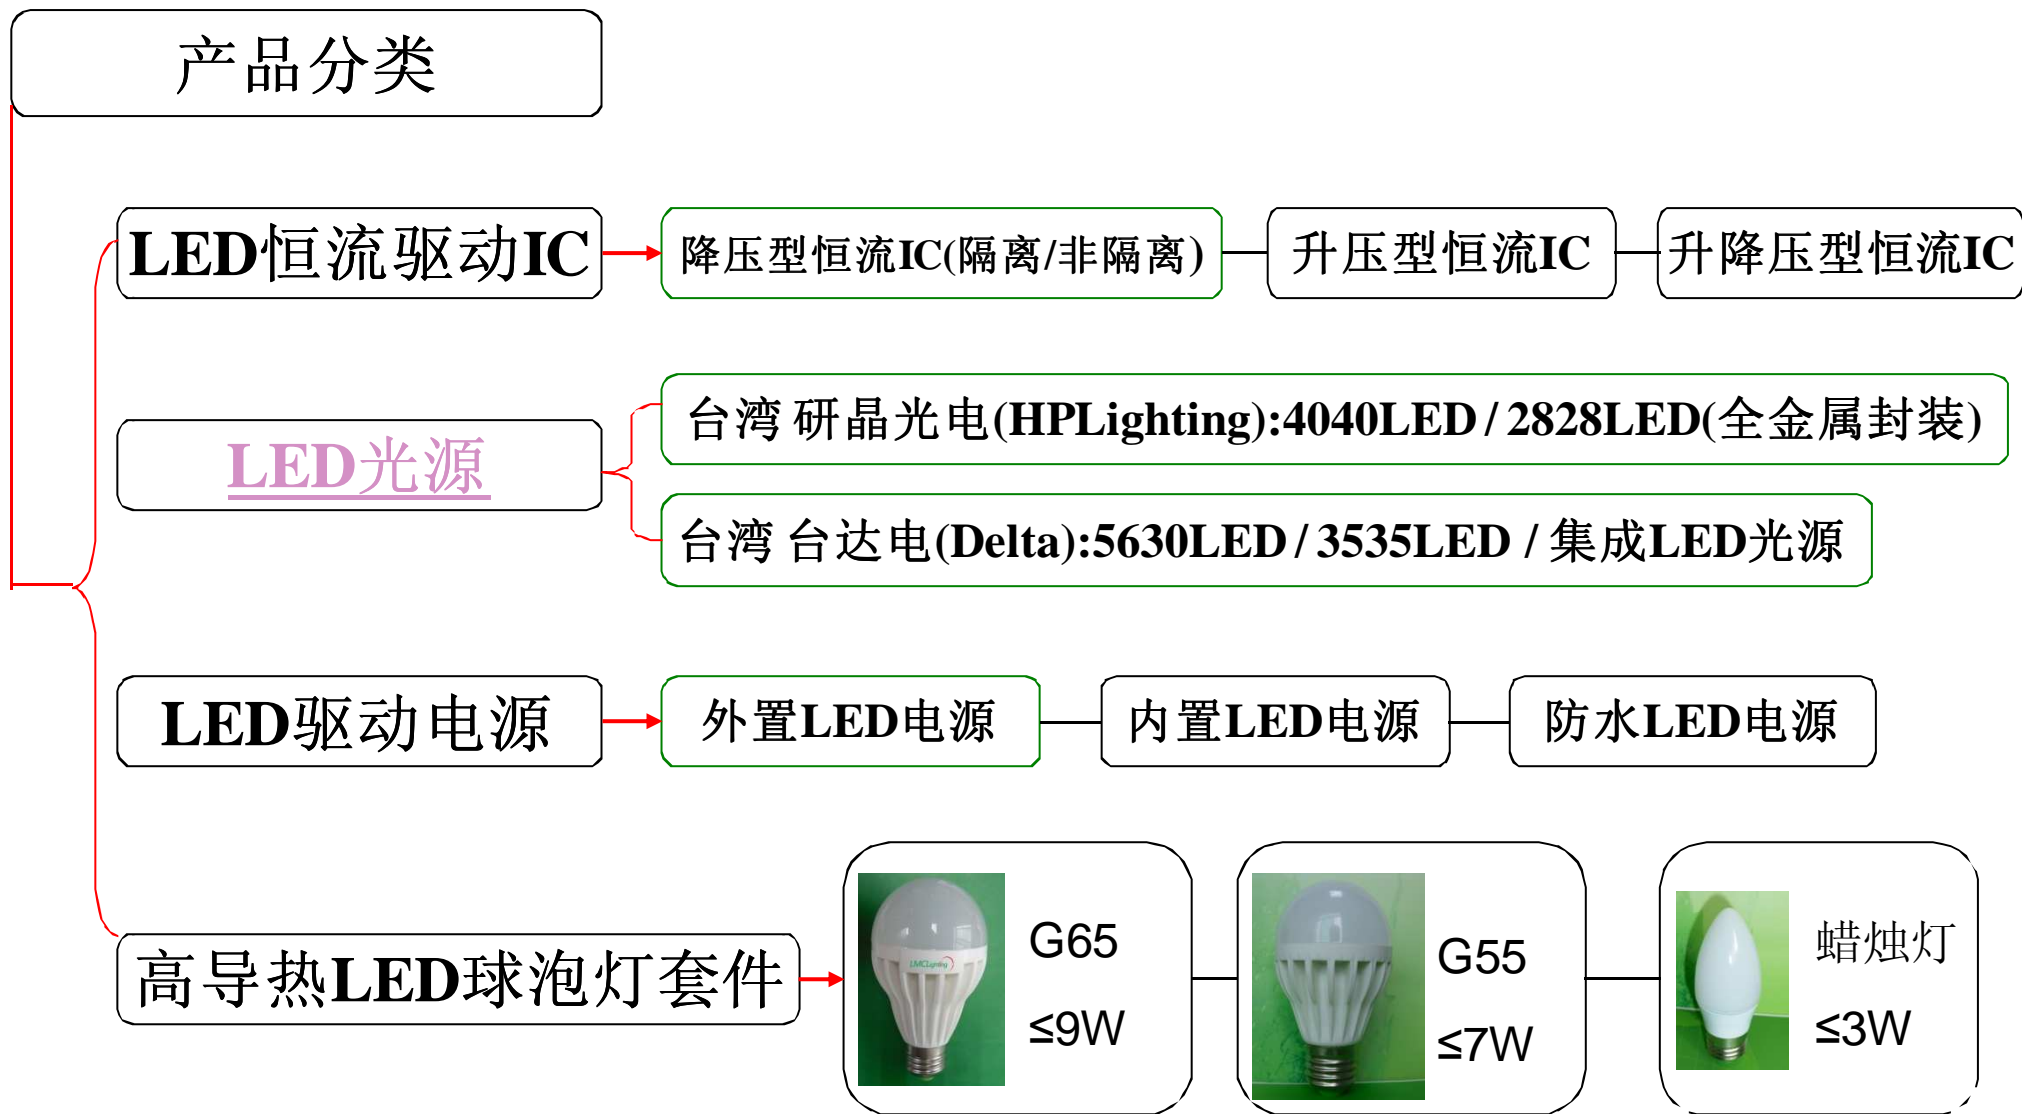 产品分类
LED恒流驱动IC
降压型恒流IC(隔离/非隔离)
升压型恒流IC
升降压型恒流IC
LED光源
台湾 研晶光电(HPLighting):4040LED / 2828LED(全金属封装)
台湾 台达电(Delta):5630LED / 3535LED / 集成LED光源
LED驱动电源
外置LED电源
内置LED电源
防水LED电源
高导热LED球泡灯套件
LMCLighting
G65
≤9W
G55
≤7W
蜡烛灯
≤3W